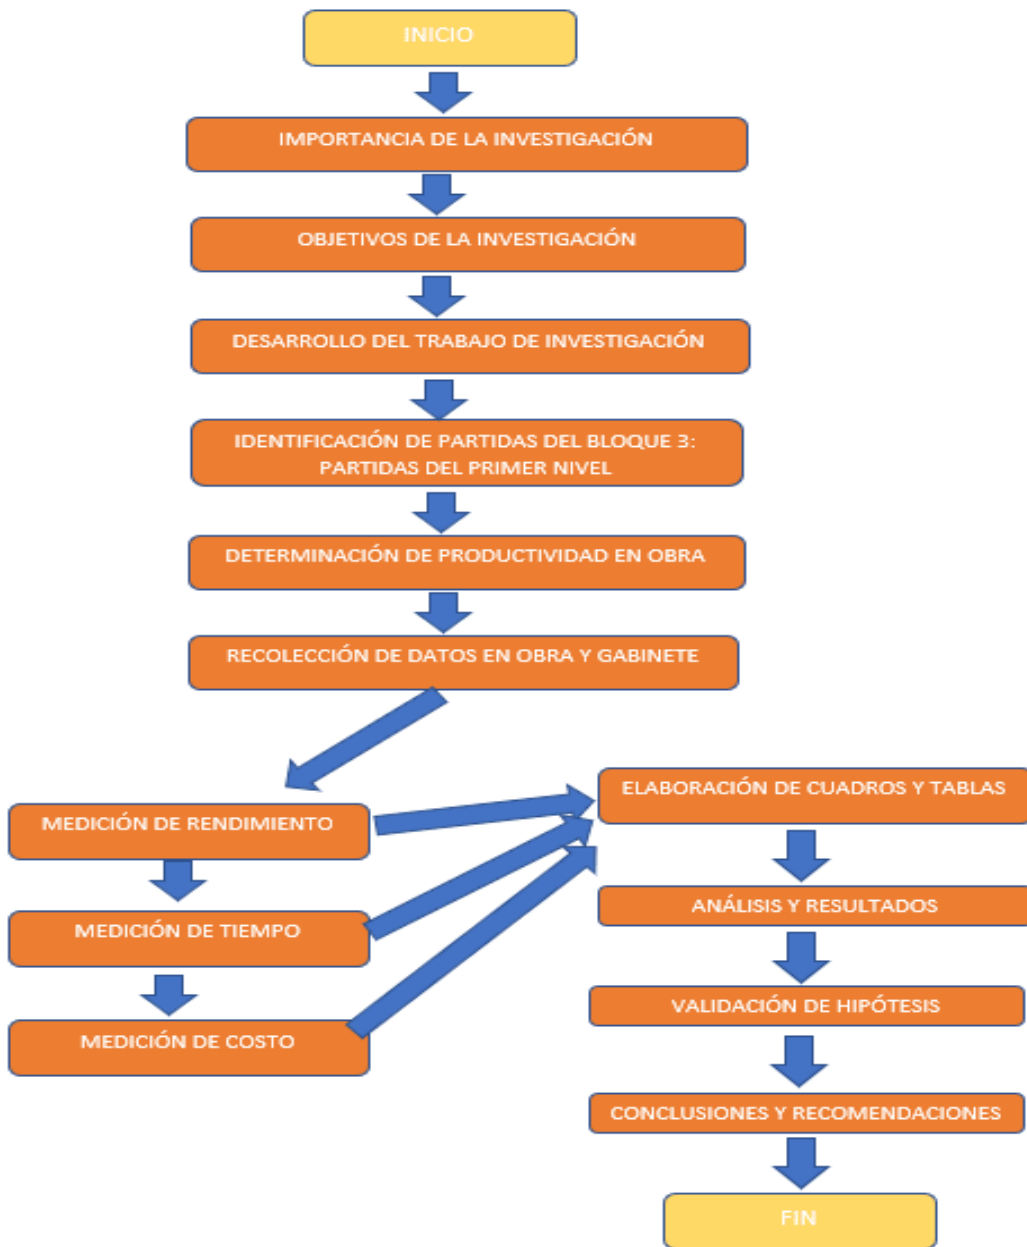 INICIO
IMPORTANCIA DE LA INVESTIGACIÓN
OBJETIVOS DE LA INVESTIGACIÓN
DESARROLLO DEL TRABAJO DE INVESTIGACIÓN
IDENTIFICACIÓN DE PARTIDAS DEL BLOQUE 3:
PARTIDAS DEL PRIMER NIVEL
DETERMINACIÓN DE PRODUCTIVIDAD EN OBRA
RECOLECCIÓN DE DATOS EN OBRA Y GABINETE
MEDICIÓN DE RENDIMIENTO
MEDICIÓN DE TIEMPO
MEDICIÓN DE COSTO
ELABORACIÓN DE CUADROS Y TABLAS
ANÁLISIS Y RESULTADOS
VALIDACIÓN DE HIPÓTESIS
CONCLUSIONES Y RECOMENDACIONES
FIN